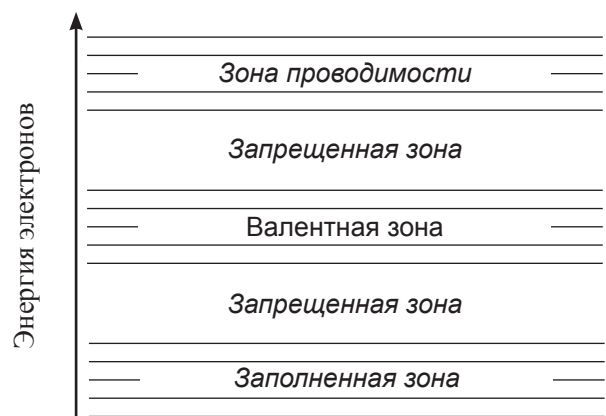 Энергия электронов
Зона проводимости
Запрещенная зона
Валентная зона
Запрещенная зона
Заполненная зона